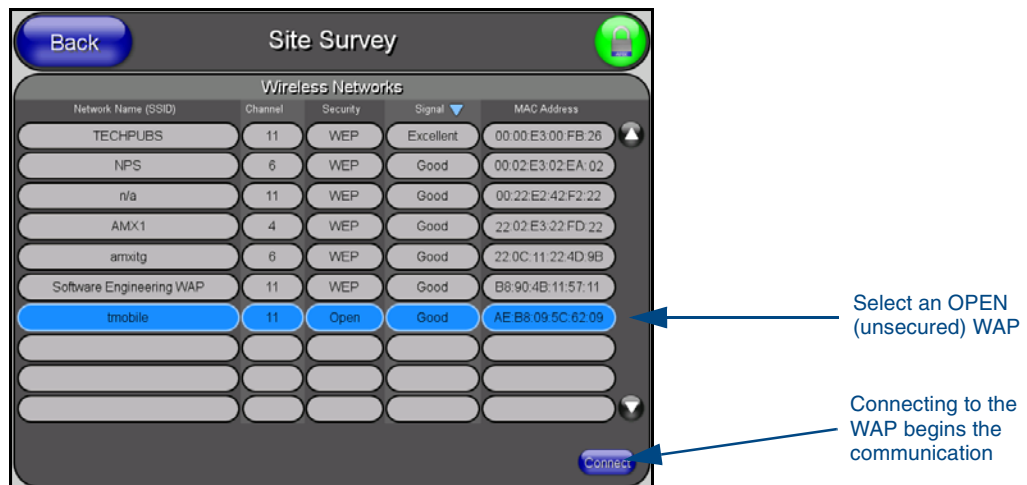 Back
Site Survey
Wireless Networks
Network Name (SSID) Channel Security Signal MAC Address
TECHPUBS 11 WEP Excellent 00:00:E3:00:FB:26
NPS 6 WEP Good 00:02:E3:02:EA:02
n/a 11 WEP Good 00:22:E2:42:F2:22
AMX1 4 WEP Good 22:02:E3:22:FD:22
amxitg 6 WEP Good 22:0C:11:22:4D:9B
Software Engineering WAP 11 WEP Good B8:90:4B:11:57:11
tmobile 11 Open Good AE:B8:09:5C:62:09
Select an OPEN
(unsecured) WAP
Connecting to the
WAP begins the
communication
Connect